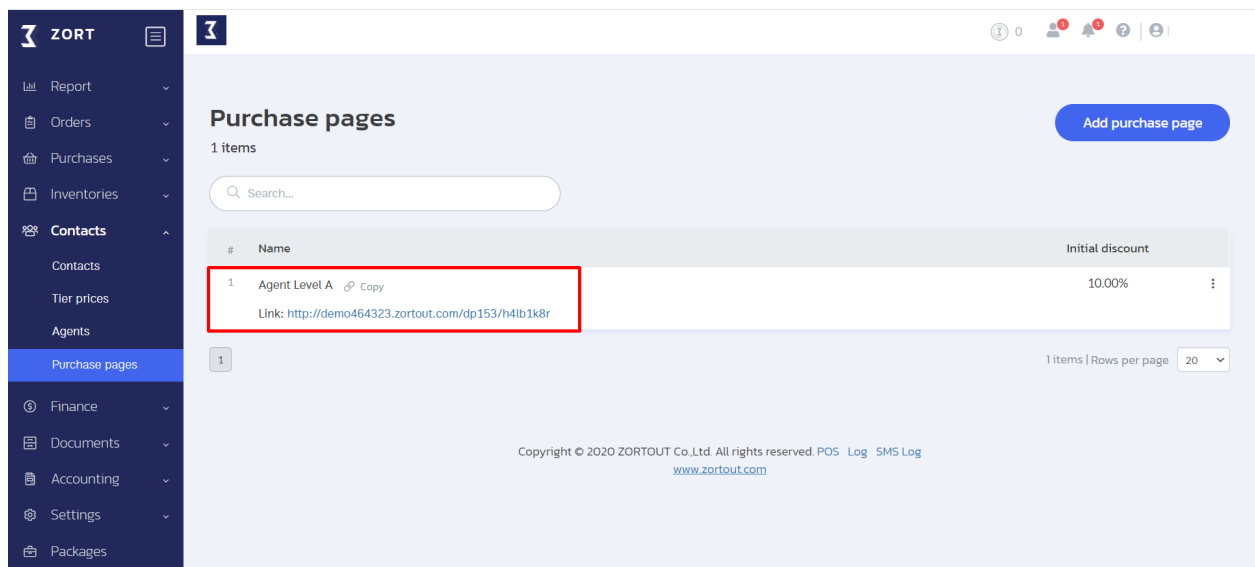 ZORT
0
1
1
Report
Orders
Purchases
Inventories
Contacts
Contacts
Tier prices
Agents
Purchase pages
Finance
Documents
Accounting
Settings
Packages
Purchase pages
Add purchase page
1 items
Search...
# Name Initial discount
1 Agent Level A Copy 10.00%
Link: http://demo464323.zortout.com/dp153/h4lb1k8r
1
1 items | Rows per page 20
Copyright © 2020 ZORTOUT Co.,Ltd. All rights reserved. POS Log SMS Log
www.zortout.com